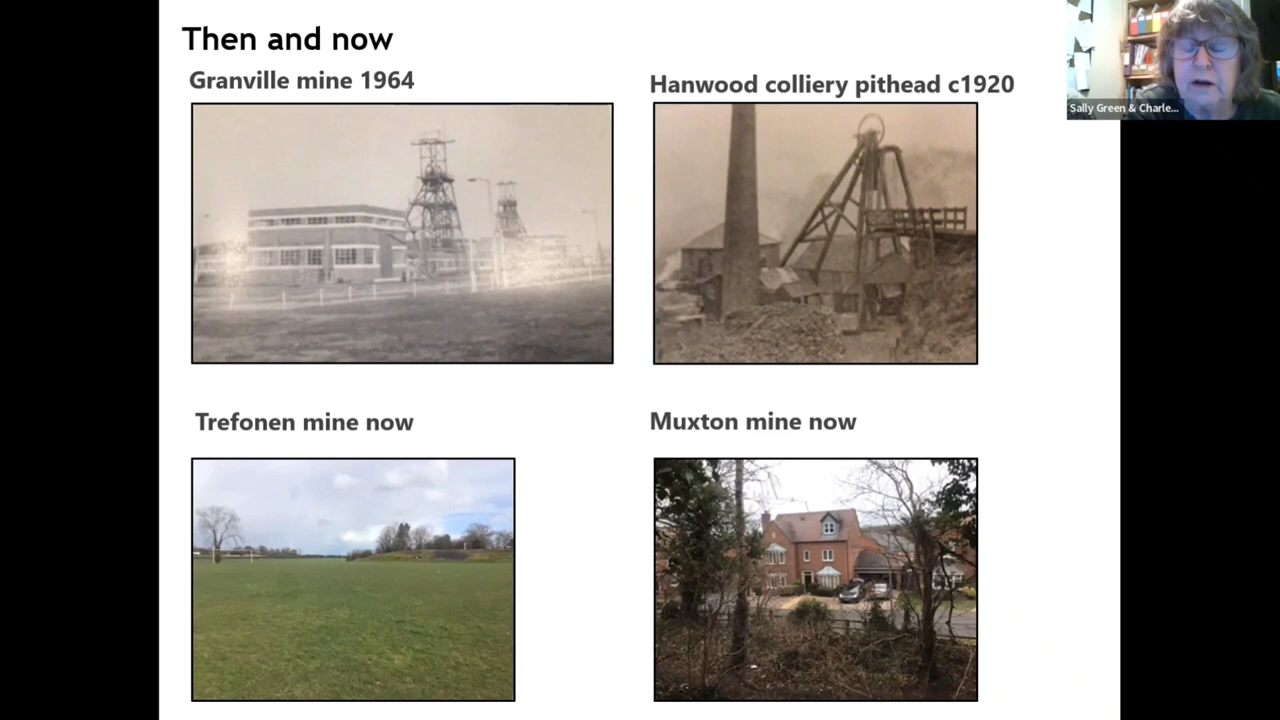 Then and now
Granville mine 1964
Hanwood colliery pithead c1920
Sally Green & Charle...
Trefonen mine now
Muxton mine now